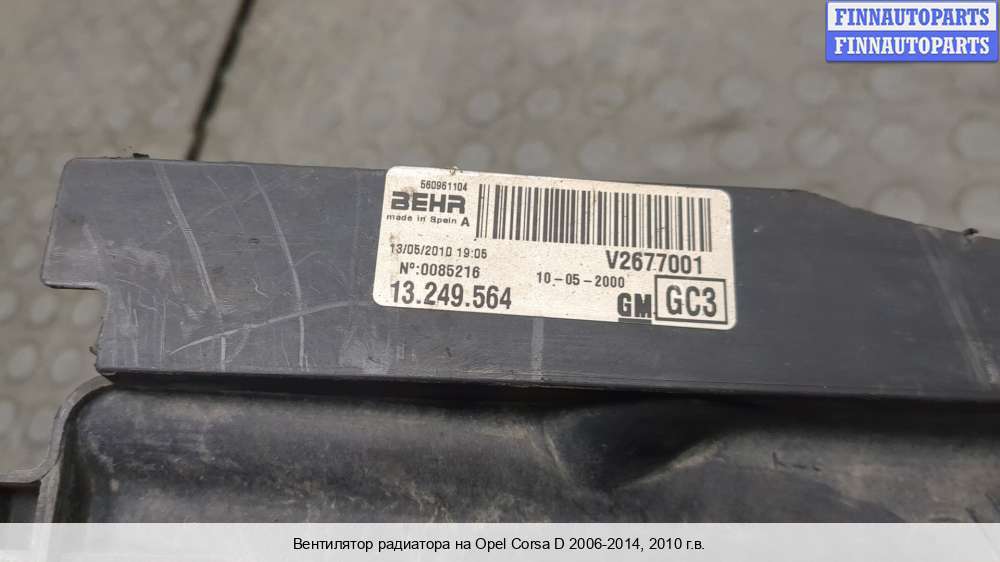 FINNAUTOPARTS
FINNAUTOPARTS
560961104
BEHR
made in Spain A
13/05/2010 19:05
V2677001
Nº:0085216
10-05-2000
13.249.564
GM
GC3
Вентилятор радиатора на Opel Corsa D 2006-2014, 2010 г.в.